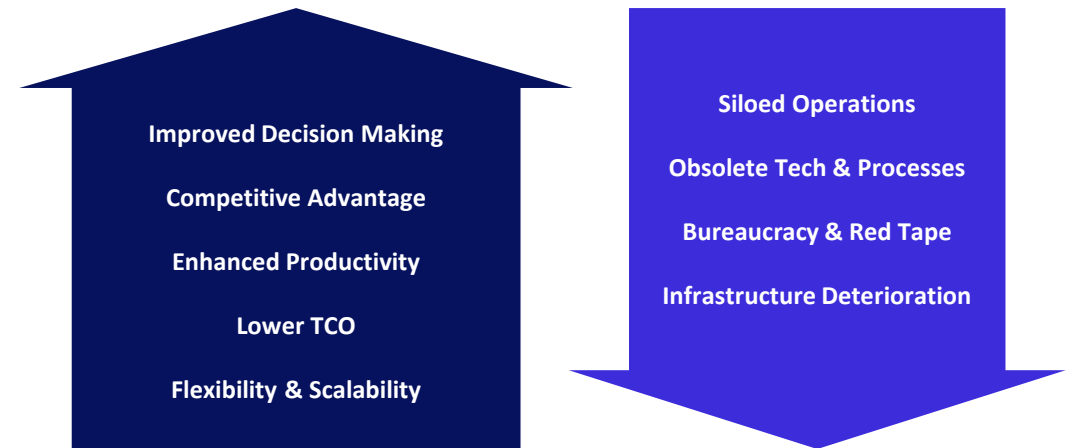 Improved Decision Making
Competitive Advantage
Enhanced Productivity
Lower TCO
Flexibility & Scalability
Siloed Operations
Obsolete Tech & Processes
Bureaucracy & Red Tape
Infrastructure Deterioration